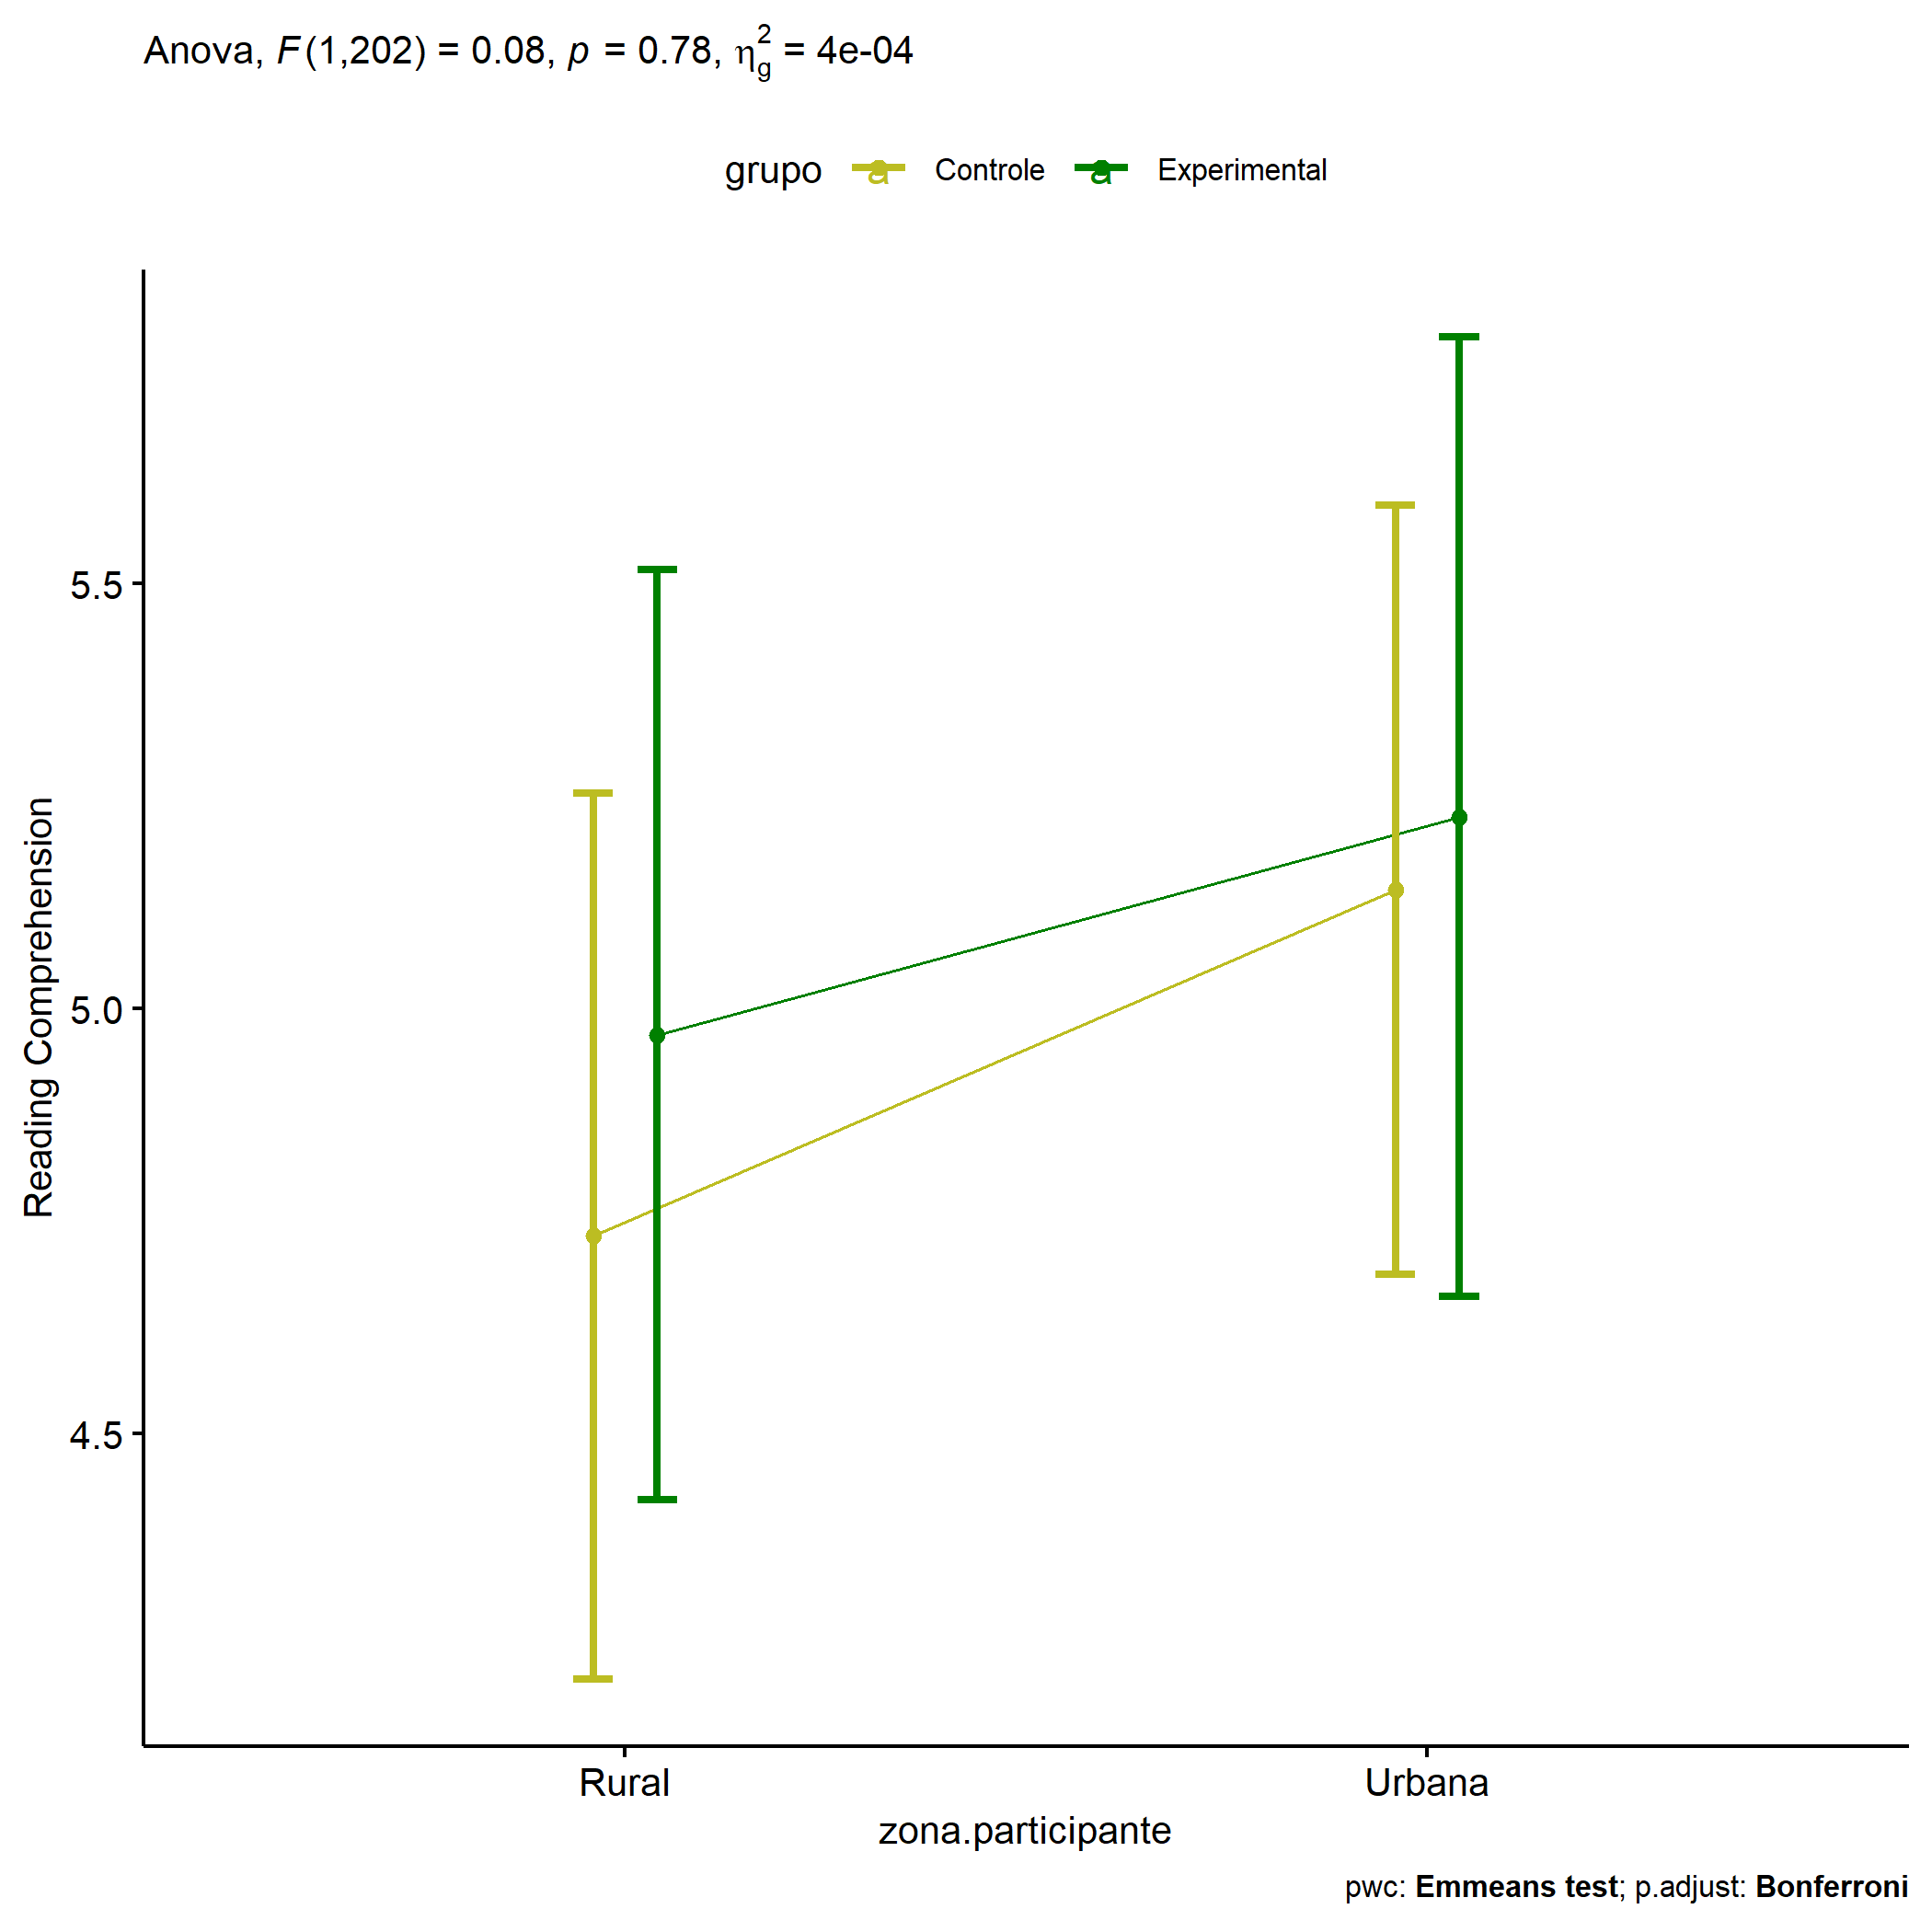 Anova, F(1,202) = 0.08, p = 0.78, η²g = 4e-04
grupo a Controle a Experimental
5.5
5.0
4.5
Reading Comprehension
Rural Urbana
zona.participante
pwc: Emmeans test; p.adjust: Bonferroni